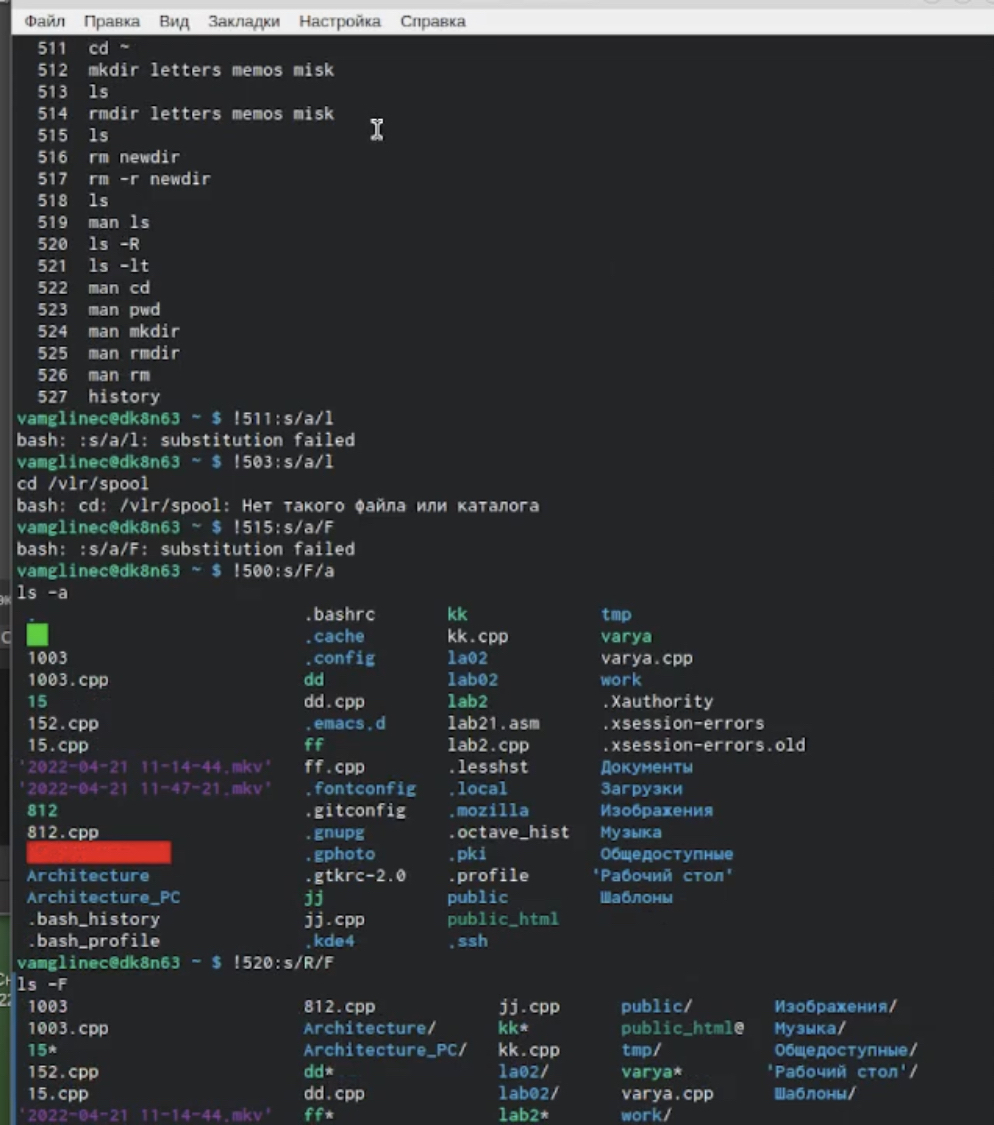 Файл Правка Вид Закладки Настройка Справка
511 cd ~
512 mkdir letters memos misk
513 ls
514 rmdir letters memos misk
515 ls
516 rm newdir
517 rm -r newdir
518 ls
519 man ls
520 ls -R
521 ls -lt
522 man cd
523 man pwd
524 man mkdir
525 man rmdir
526 man rm
527 history
vamglinec@dk8n63 ~ $ !511:s/a/l
bash: :s/a/l: substitution failed
vamglinec@dk8n63 ~ $ !503:s/a/l
cd /vlr/spool
bash: cd: /vlr/spool: Нет такого файла или каталога
vamglinec@dk8n63 ~ $ !515:s/a/F
bash: :s/a/F: substitution failed
vamglinec@dk8n63 ~ $ !500:s/F/a
ls -a
. .bashrc kk tmp
.cache kk.cpp varya
1003 .config la02 varya.cpp
1003.cpp dd lab02 work
15 dd.cpp lab2 .Xauthority
152.cpp .emacs.d lab21.asm .xsession-errors
15.cpp ff lab2.cpp .xsession-errors.old
'2022-04-21 11-14-44.mkv' ff.cpp .lesshst Документы
'2022-04-21 11-47-21.mkv' .fontconfig .local Загрузки
812 .gitconfig .mozilla Изображения
812.cpp .gnupg .octave_hist Музыка
.gphoto .pki Общедоступные
Architecture .gtkrc-2.0 .profile 'Рабочий стол'
Architecture_PC jj public Шаблоны
.bash_history jj.cpp public_html
.bash_profile .kde4 .ssh
vamglinec@dk8n63 ~ $ !520:s/R/F
ls -F
1003 812.cpp jj.cpp public/ Изображения/
1003.cpp Architecture/ kk* public_html@ Музыка/
15* Architecture_PC/ kk.cpp tmp/ Общедоступные/
152.cpp dd* la02/ varya* 'Рабочий стол'/
15.cpp dd.cpp lab02/ varya.cpp Шаблоны/
'2022-04-21 11-14-44.mkv' ff* lab2* work/